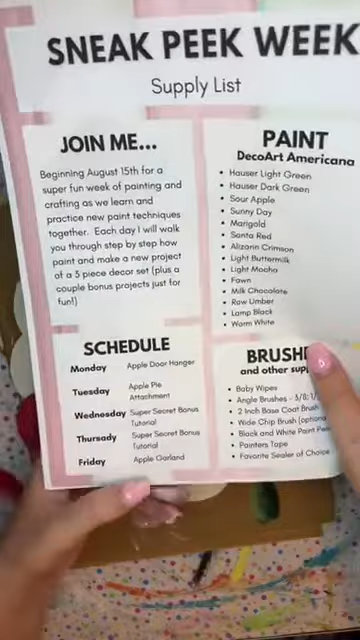 SNEAK PEEK WEEK
Supply List
JOIN ME...
Beginning August 15th for a
super fun week of painting and
crafting as we learn and
practice new paint techniques
together. Each day I will walk
you through step by step how
paint and make a new project
of a 3 piece decor set (plus a
couple bonus projects just for
fun!)
SCHEDULE
Monday Apple Door Hanger
Tuesday Apple Pie
Attachment
Wednesday Super Secret Bonus
Tutorial
Thursday Super Secret Bonus
Tutorial
Friday Apple Garland
PAINT
DecoArt Americana
• Hauser Light Green
• Hauser Dark Green
• Sour Apple
• Sunny Day
• Marigold
• Santa Red
• Alizarin Crimson
• Light Buttermilk
• Light Mocha
• Fawn
• Milk Chocolate
• Raw Umber
• Lamp Black
• Warm White
BRUSHE
and other supp
• Baby Wipes
• Angle Brushes - 3/8;
• 2 Inch Base Coat Brush
• Wide Chip Brush (optiona
• Black and White Paint Pen
• Painters Tape
• Favorite Sealer of Choice